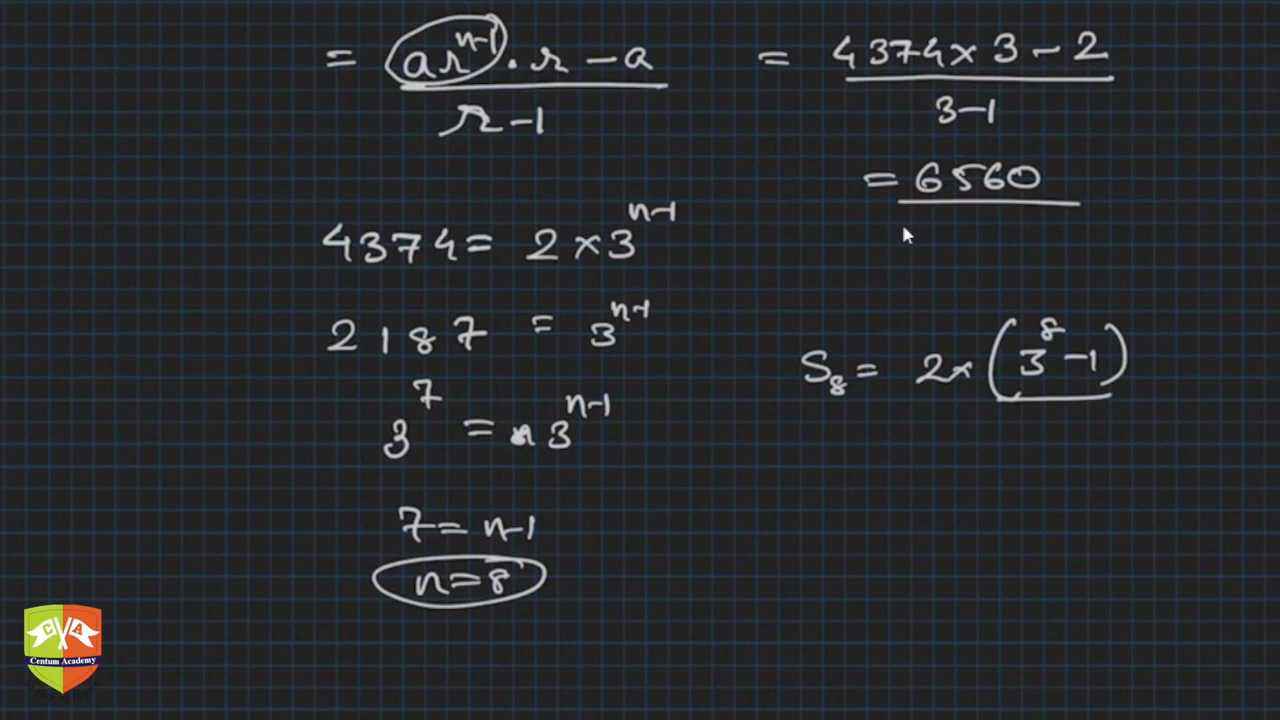 = (ar^{n-1} · r - a) / (r - 1)
= (4374 × 3 - 2) / (3 - 1)
= 6560
4374 = 2 × 3^{n-1}
2187 = 3^{n-1}
3^7 = 3^{n-1}
7 = n-1
n = 8
S_8 = 2 × (3^8 - 1)
C A
Centum Academy